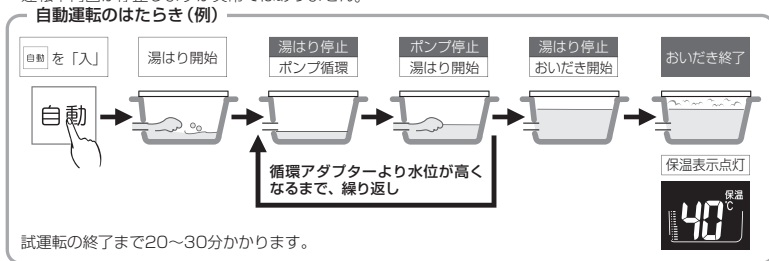 自動運転のはたらき（例）
自動 を「入」
湯はり開始
湯はり停止
ポンプ循環
ポンプ停止
湯はり開始
湯はり停止
おいだき開始
おいだき終了
自動
循環アダプターより水位が高く
なるまで、繰り返し
保温表示点灯
保温
40℃
試運転の終了まで20〜30分かかります。